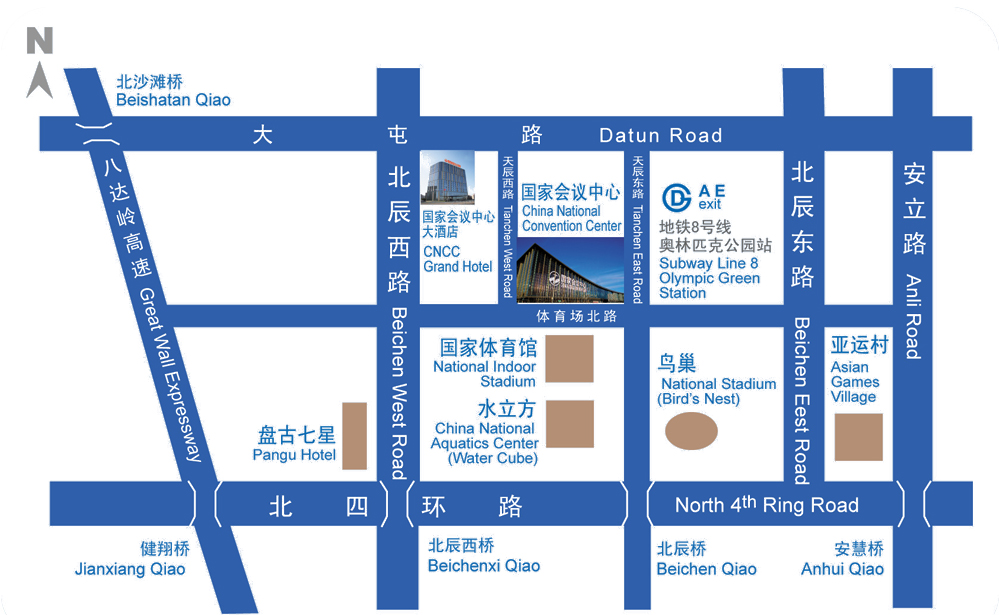 N
北沙滩桥
Beishatan Qiao
大屯路 Datun Road
八达岭高速 Great Wall Expressway
北辰西路 Beichen West Road
国家会议中心
大酒店
CNCC
Grand Hotel
天辰西路 Tianchen West Road
国家会议中心
China National
Convention Center
天辰东路 Tianchen East Road
A E
exit
地铁8号线
奥林匹克公园站
Subway Line 8
Olympic Green
Station
北辰东路 Beichen Eest Road
安立路 Anli Road
体育场北路
国家体育馆
National Indoor
Stadium
水立方
China National
Aquatics Center
(Water Cube)
盘古七星
Pangu Hotel
鸟巢
National Stadium
(Bird's Nest)
亚运村
Asian
Games
Village
北四环路 North 4th Ring Road
健翔桥
Jianxiang Qiao
北辰西桥
Beichenxi Qiao
北辰桥
Beichen Qiao
安慧桥
Anhui Qiao